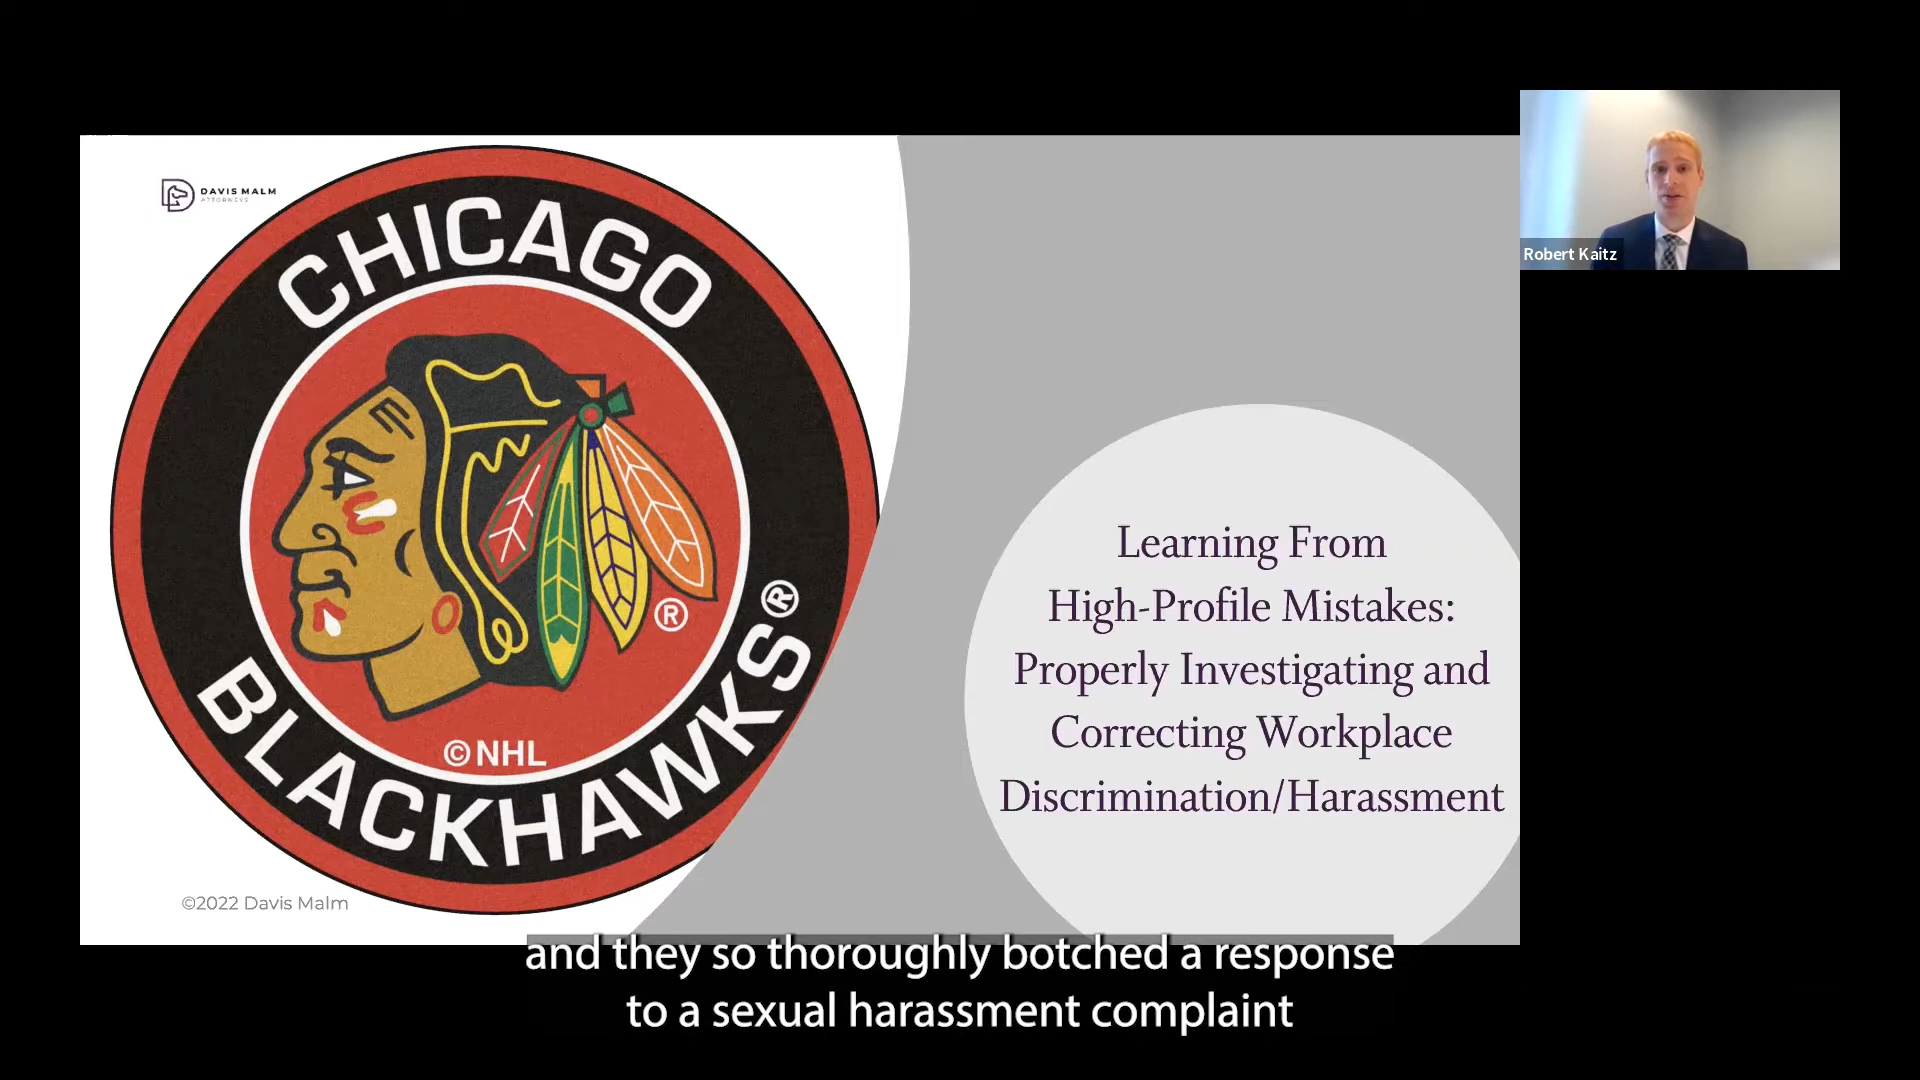 DAVIS MALM
ATTORNEYS
CHICAGO
BLACKHAWKS®
®
©NHL
©2022 Davis Malm
Learning From
High-Profile Mistakes:
Properly Investigating and
Correcting Workplace
Discrimination/Harassment
Robert Kaitz
and they so thoroughly botched a response
to a sexual harassment complaint